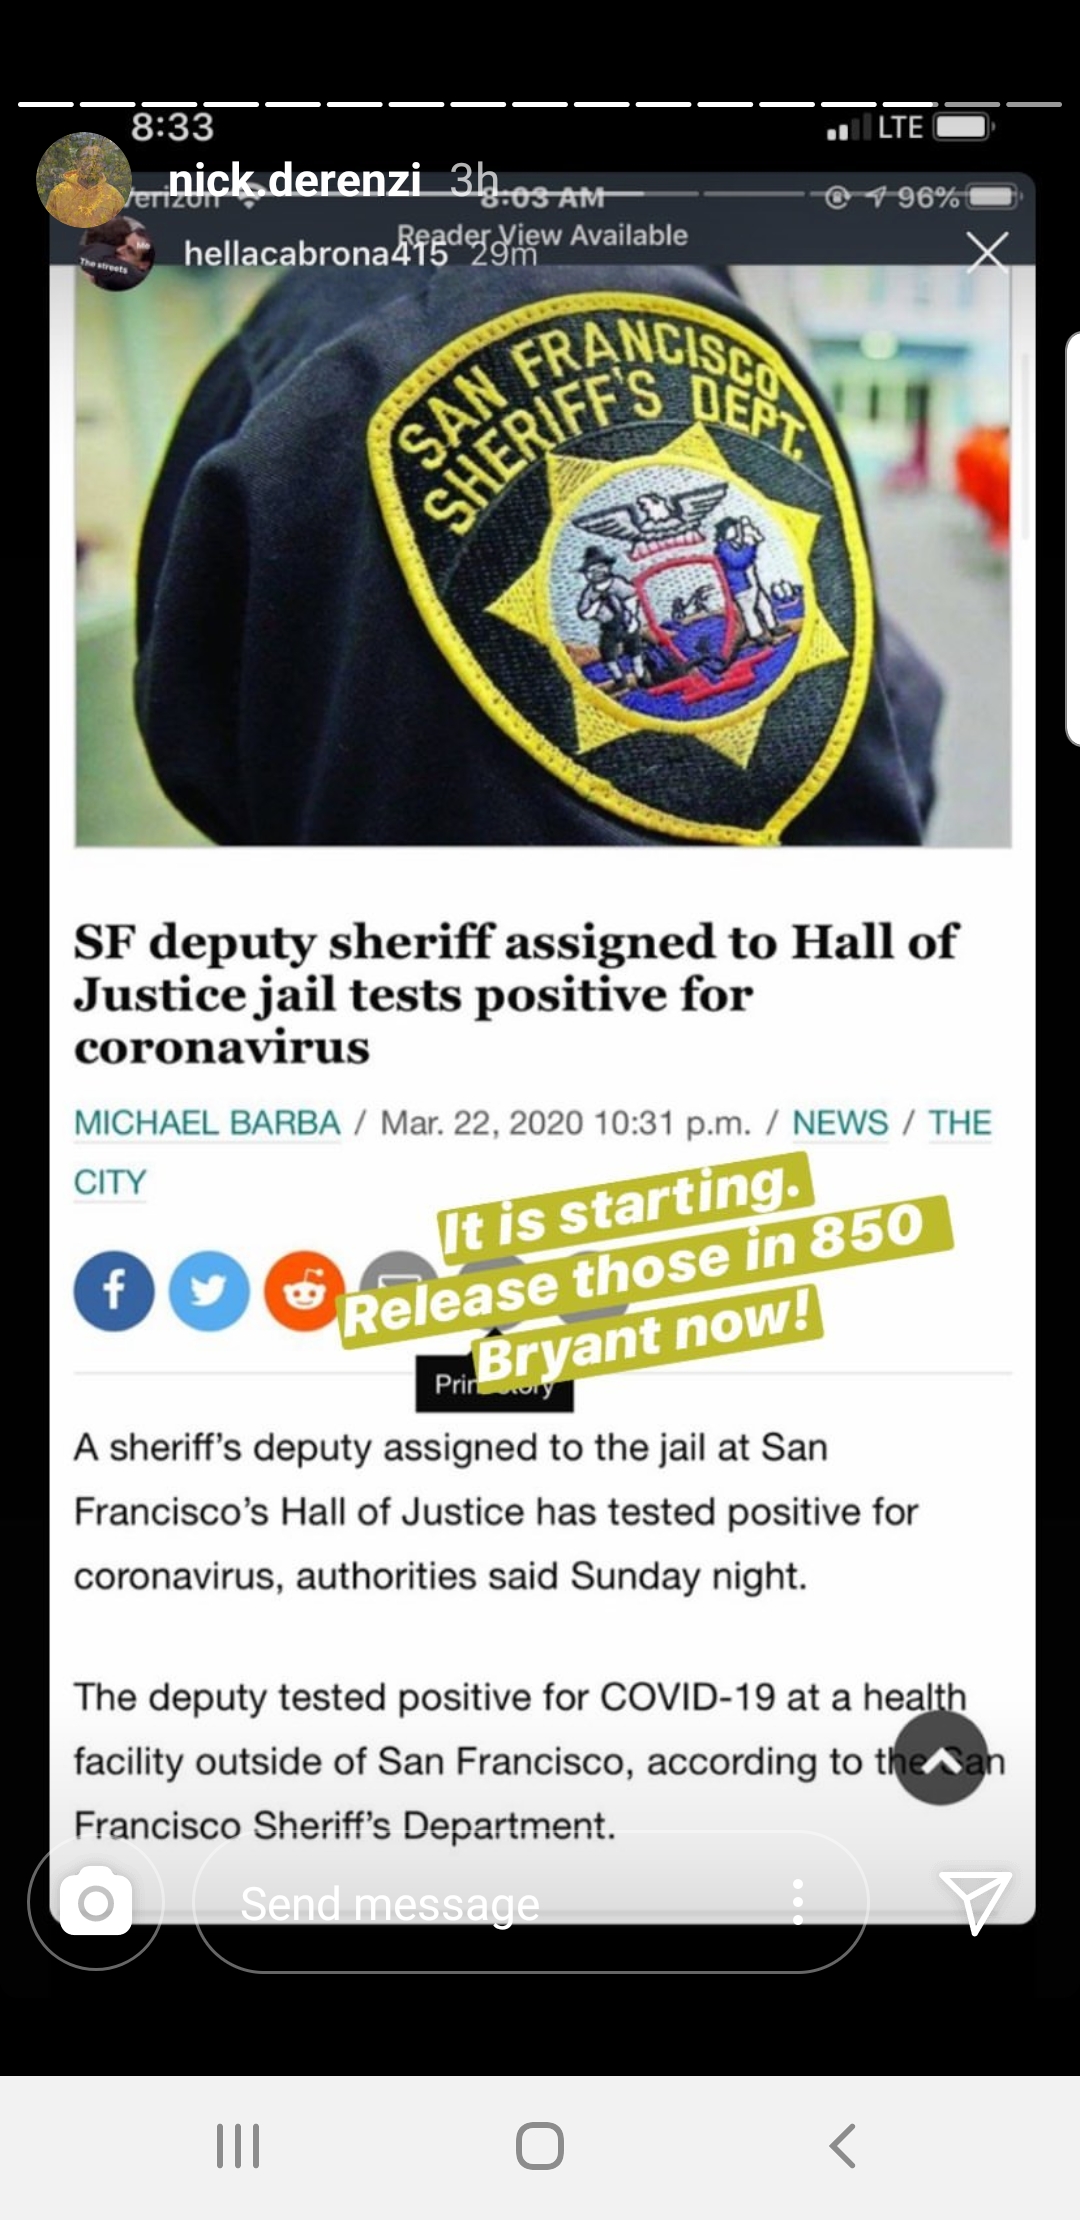 8:33
LTE
nick.derenzi 3h
Verizon 8:03 AM 96%
Reader View Available
hellacabrona415 29m
Me
The streets
SAN FRANCISCO
SHERIFF'S DEPT.
SF deputy sheriff assigned to Hall of
Justice jail tests positive for
coronavirus
MICHAEL BARBA / Mar. 22, 2020 10:31 p.m. / NEWS / THE
CITY
It is starting.
Release those in 850
Bryant now!
Print Story
A sheriff’s deputy assigned to the jail at San
Francisco’s Hall of Justice has tested positive for
coronavirus, authorities said Sunday night.
The deputy tested positive for COVID-19 at a health
facility outside of San Francisco, according to the San
Francisco Sheriff’s Department.
Send message